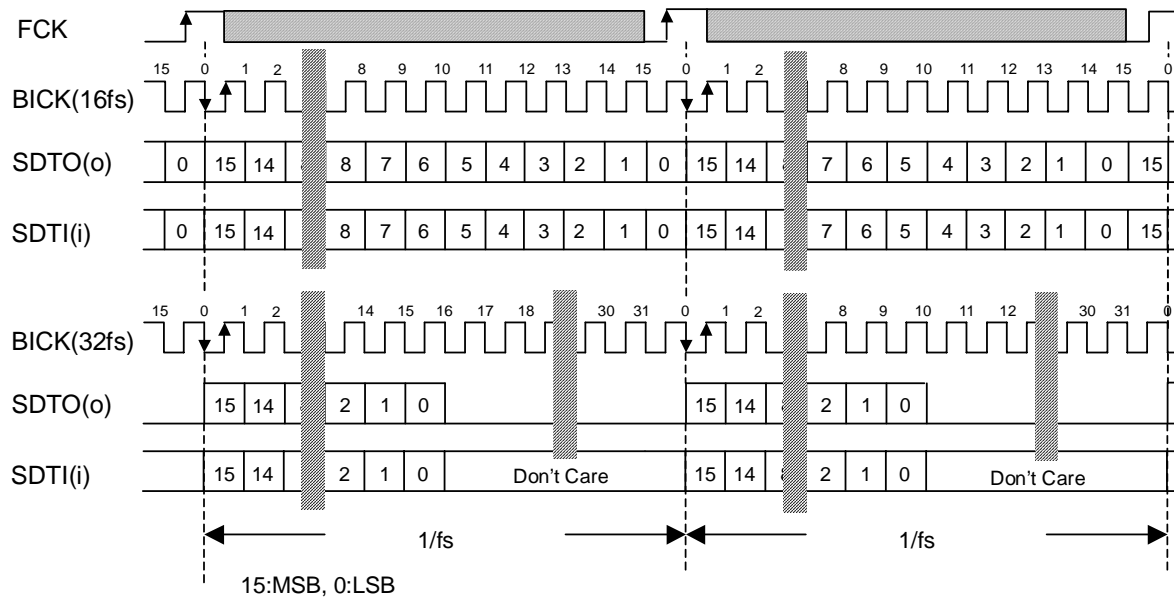 FCK
15 0 1 2 8 9 10 11 12 13 14 15 0 1 2 8 9 10 11 12 13 14 15 0
BICK(16fs)
SDTO(o) 0 15 14 8 7 6 5 4 3 2 1 0 15 14 7 6 5 4 3 2 1 0 15
SDTI(i) 0 15 14 8 7 6 5 4 3 2 1 0 15 14 7 6 5 4 3 2 1 0 15
15 0 1 2 14 15 16 17 18 30 31 0 1 2 8 9 10 11 12 30 31 0
BICK(32fs)
SDTO(o) 15 14 2 1 0 15 14 2 1 0
SDTI(i) 15 14 2 1 0 Don't Care 15 14 2 1 0 Don't Care
1/fs 1/fs
15:MSB, 0:LSB